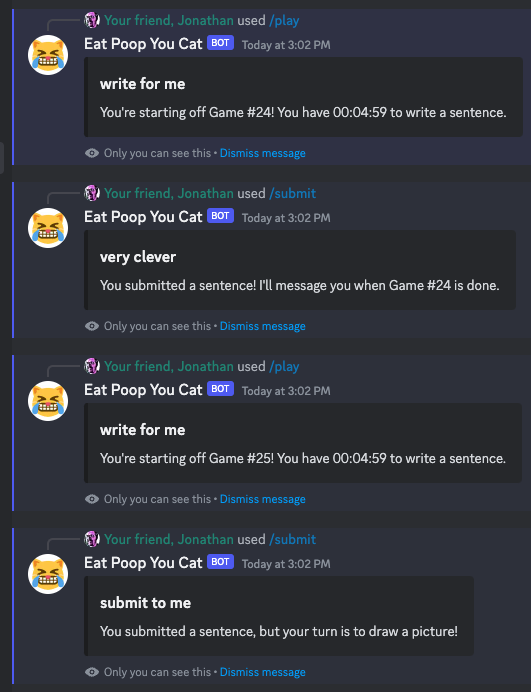 Your friend, Jonathan used /play
Eat Poop You Cat BOT Today at 3:02 PM
write for me
You're starting off Game #24! You have 00:04:59 to write a sentence.
Only you can see this • Dismiss message
Your friend, Jonathan used /submit
Eat Poop You Cat BOT Today at 3:02 PM
very clever
You submitted a sentence! I'll message you when Game #24 is done.
Only you can see this • Dismiss message
Your friend, Jonathan used /play
Eat Poop You Cat BOT Today at 3:02 PM
write for me
You're starting off Game #25! You have 00:04:59 to write a sentence.
Only you can see this • Dismiss message
Your friend, Jonathan used /submit
Eat Poop You Cat BOT Today at 3:02 PM
submit to me
You submitted a sentence, but your turn is to draw a picture!
Only you can see this • Dismiss message